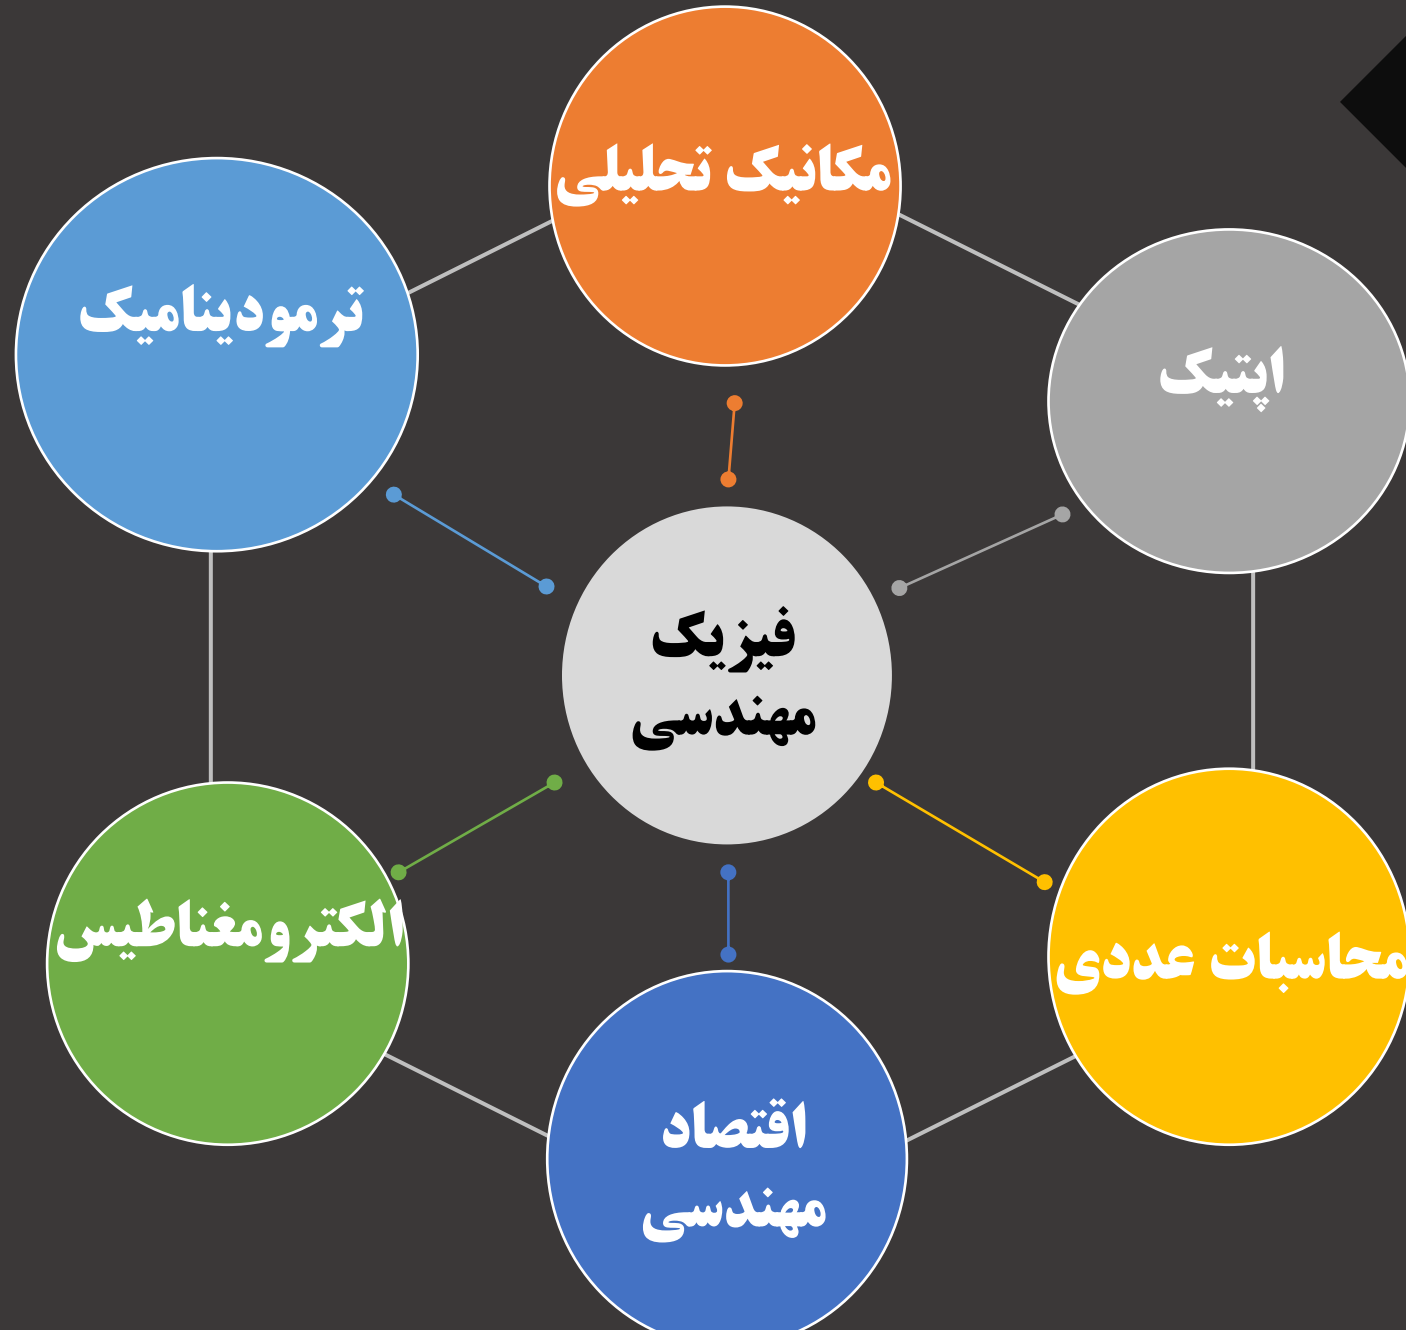 مکانیک تحلیلی
ترمودینامیک
اپتیک
فیزیک
مهندسی
الکترومغناطیس
محاسبات عددی
اقتصاد
مهندسی